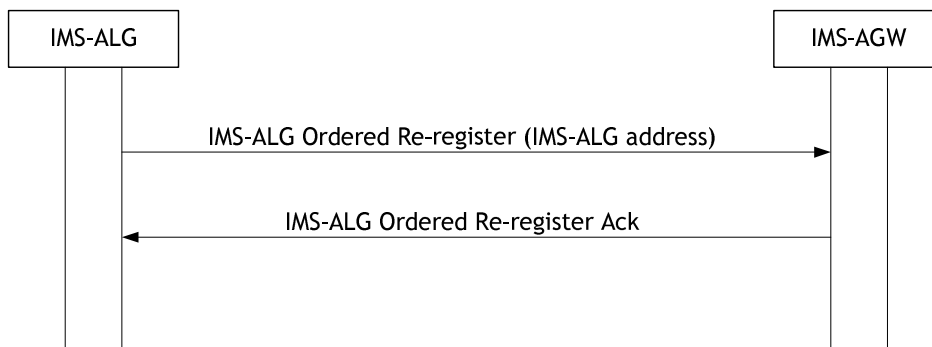 IMS-ALG
IMS-AGW
IMS-ALG Ordered Re-register (IMS-ALG address)
IMS-ALG Ordered Re-register Ack